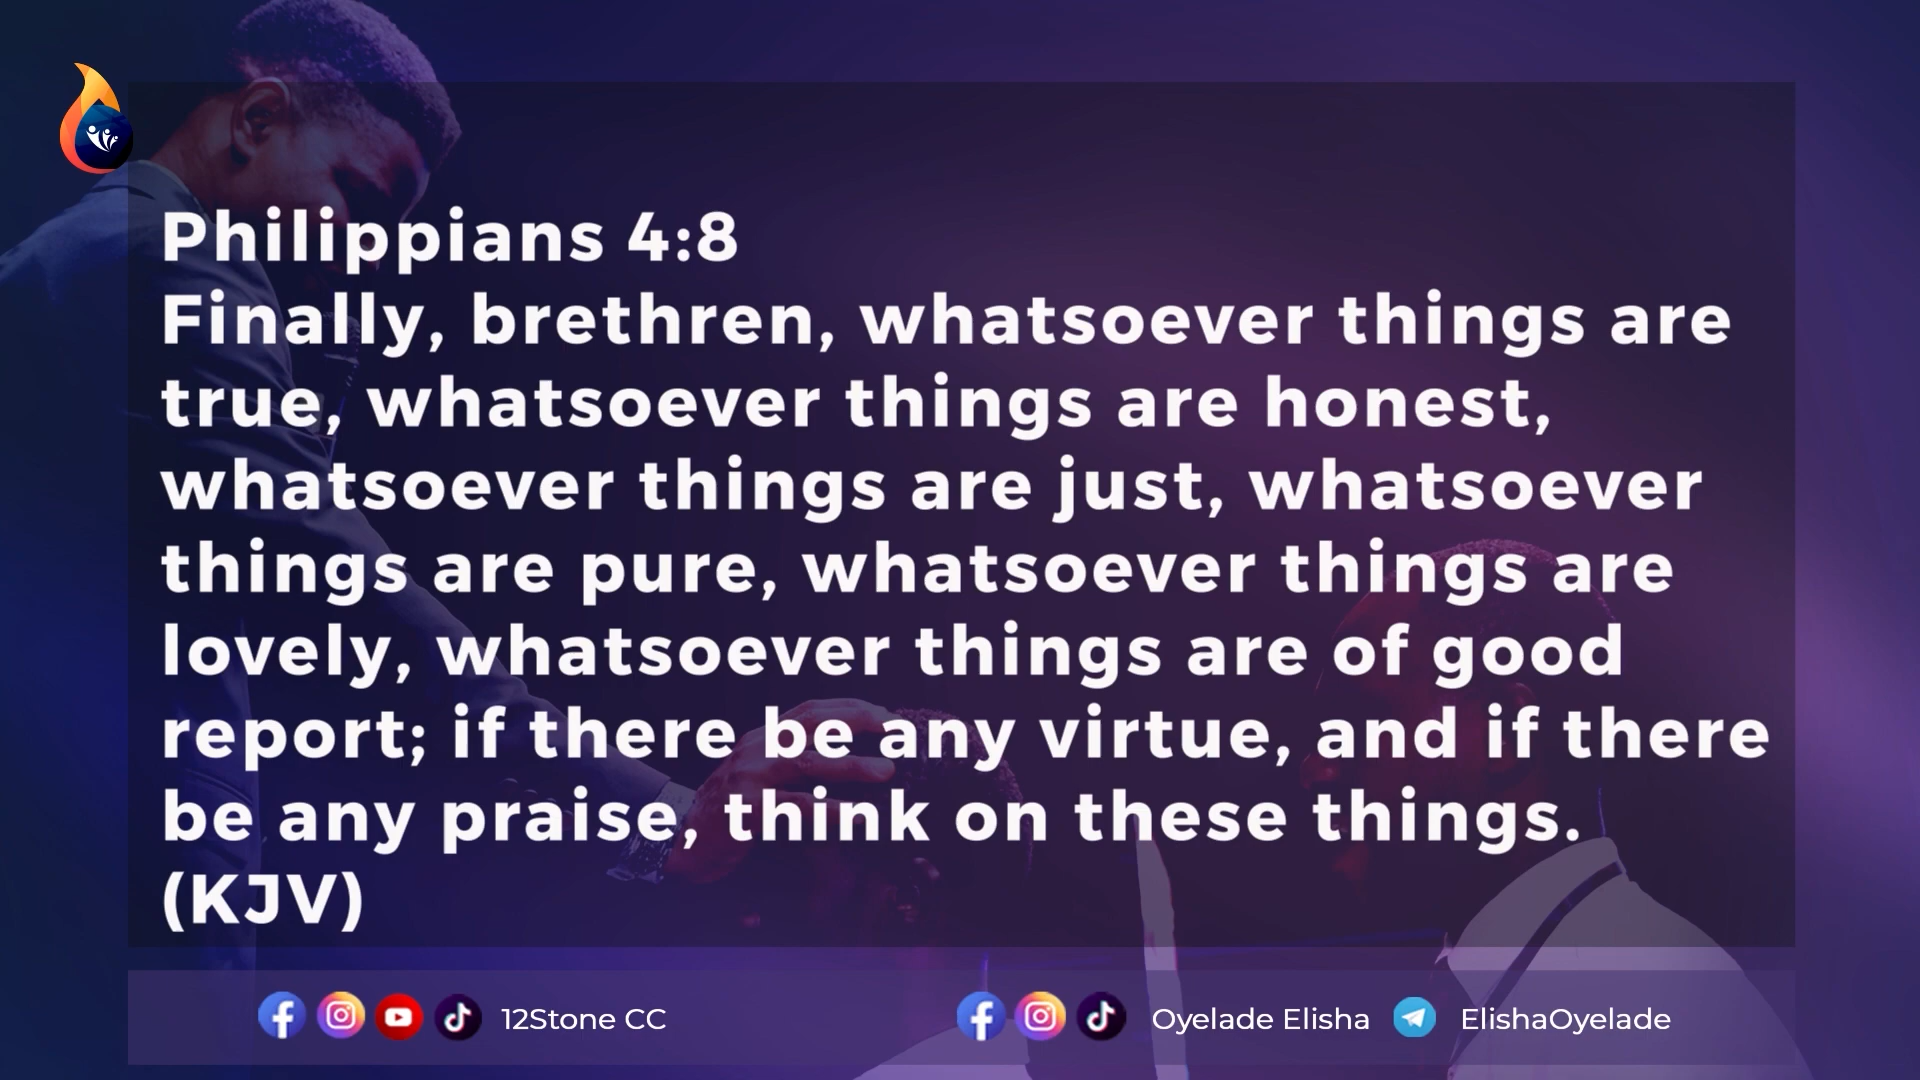 Philippians 4:8
Finally, brethren, whatsoever things are
true, whatsoever things are honest,
whatsoever things are just, whatsoever
things are pure, whatsoever things are
lovely, whatsoever things are of good
report; if there be any virtue, and if there
be any praise, think on these things.
(KJV)
12Stone CC
Oyelade Elisha
ElishaOyelade